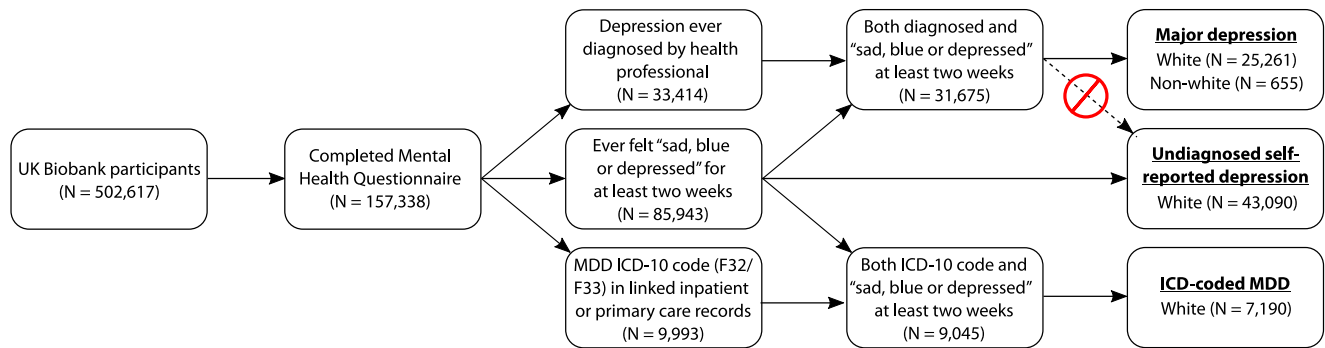 UK Biobank participants
(N = 502,617)
Completed Mental
Health Questionnaire
(N = 157,338)
Depression ever
diagnosed by health
professional
(N = 33,414)
Ever felt “sad, blue
or depressed” for
at least two weeks
(N = 85,943)
MDD ICD-10 code (F32/
F33) in linked inpatient
or primary care records
(N = 9,993)
Both diagnosed and
“sad, blue or depressed”
at least two weeks
(N = 31,675)
Both ICD-10 code and
“sad, blue or depressed”
at least two weeks
(N = 9,045)
Major depression
White (N = 25,261)
Non-white (N = 655)
Undiagnosed self-
reported depression
White (N = 43,090)
ICD-coded MDD
White (N = 7,190)